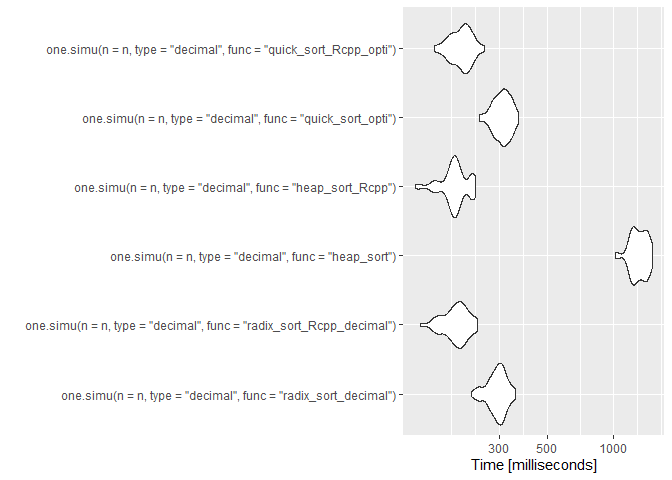 one.simu(n = n, type = "decimal", func = "quick_sort_Rcpp_opti")
one.simu(n = n, type = "decimal", func = "quick_sort_opti")
one.simu(n = n, type = "decimal", func = "heap_sort_Rcpp")
one.simu(n = n, type = "decimal", func = "heap_sort")
one.simu(n = n, type = "decimal", func = "radix_sort_Rcpp_decimal")
one.simu(n = n, type = "decimal", func = "radix_sort_decimal")
300 500 1000
Time [milliseconds]